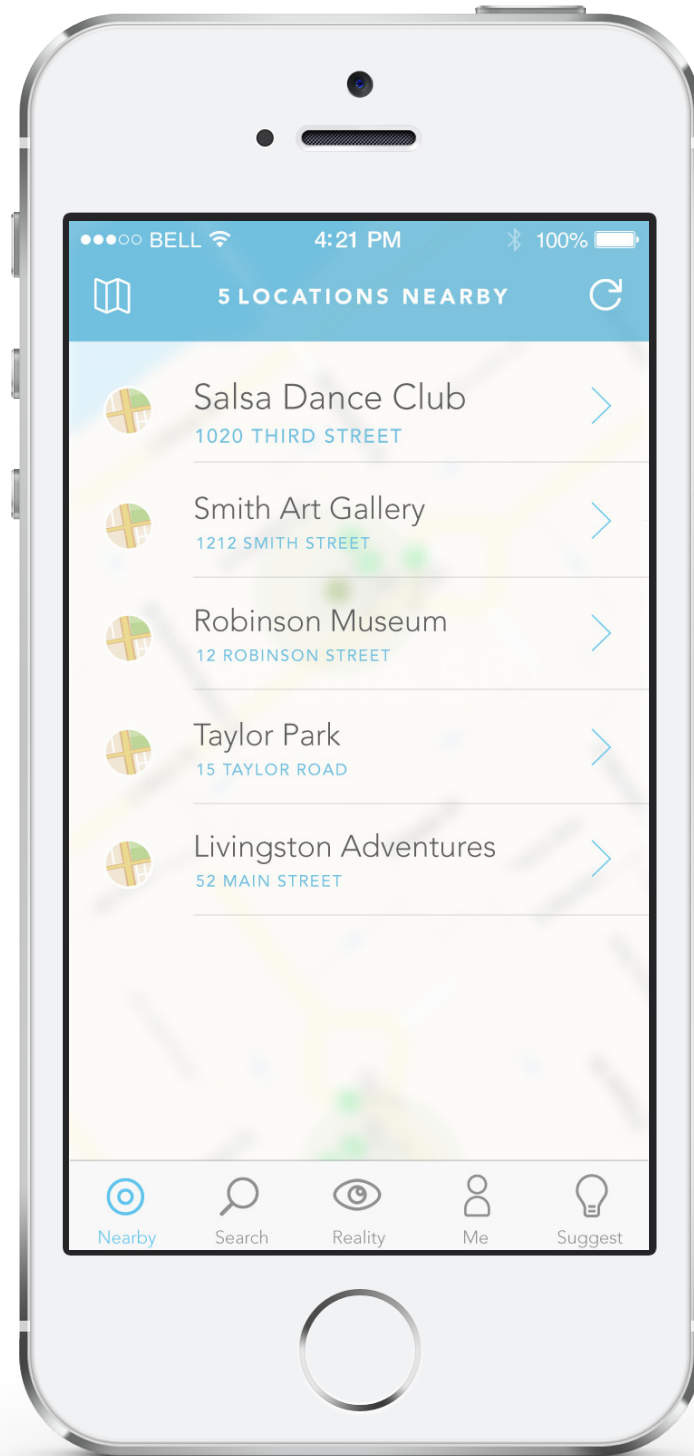 BELL 4:21 PM 100%
5 LOCATIONS NEARBY
Salsa Dance Club
1020 THIRD STREET
Smith Art Gallery
1212 SMITH STREET
Robinson Museum
12 ROBINSON STREET
Taylor Park
15 TAYLOR ROAD
Livingston Adventures
52 MAIN STREET
Nearby Search Reality Me Suggest